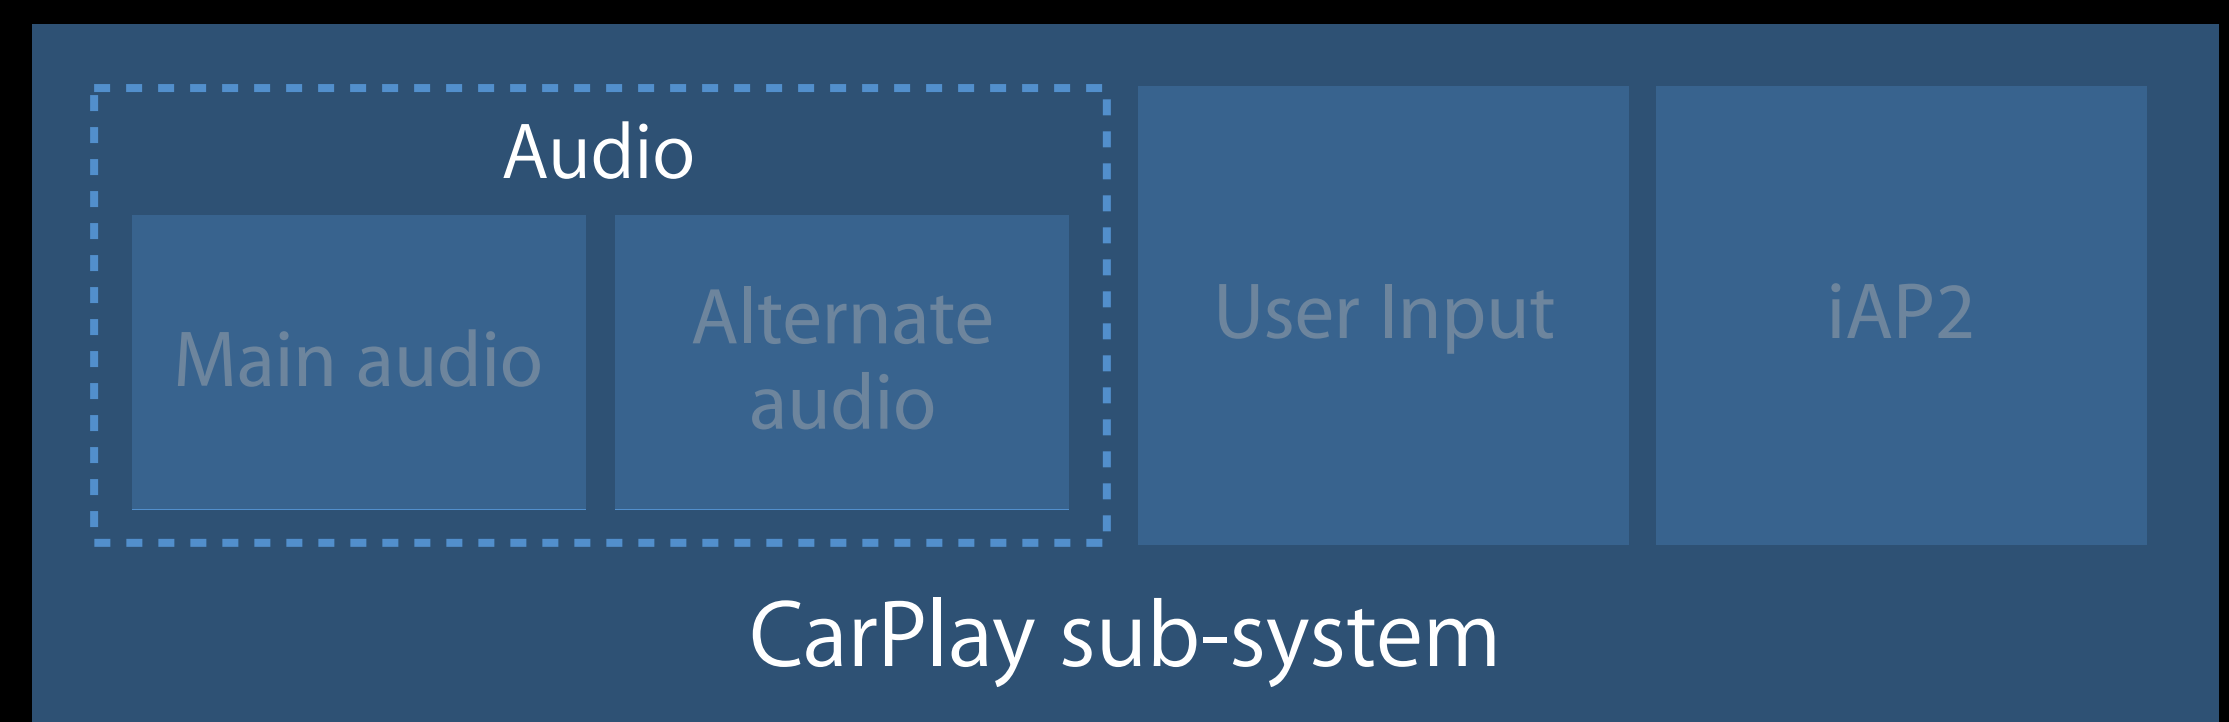 Audio
Main audio
Alternate
audio
User Input
iAP2
CarPlay sub-system